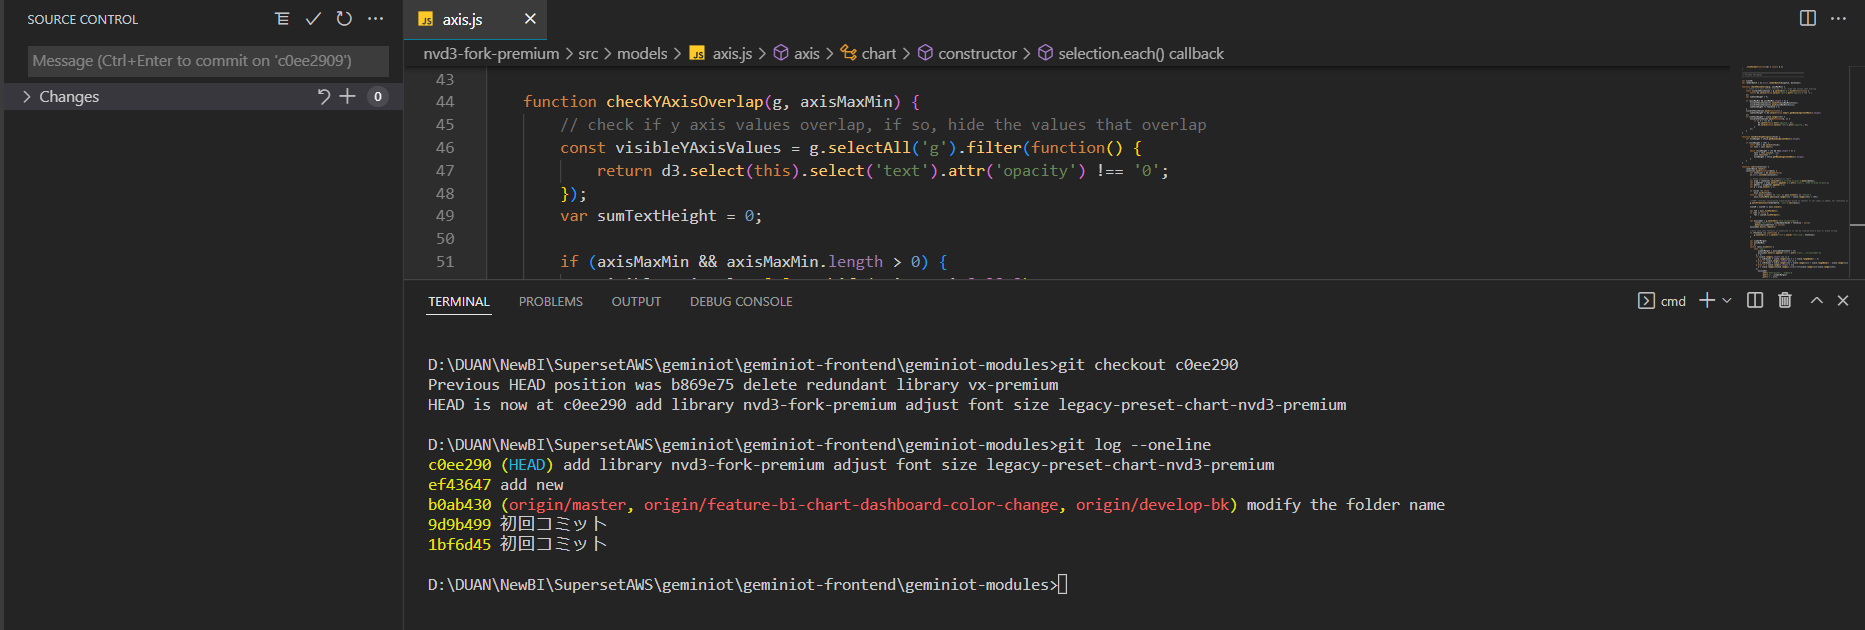 SOURCE CONTROL
Message (Ctrl+Enter to commit on 'c0ee2909')
Changes
0
JS axis.js
nvd3-fork-premium > src > models > JS axis.js > axis > chart > constructor > selection.each() callback
43
44 function checkYAxisOverlap(g, axisMaxMin) {
45 // check if y axis values overlap, if so, hide the values that overlap
46 const visibleYAxisValues = g.selectAll('g').filter(function() {
47 return d3.select(this).select('text').attr('opacity') !== '0';
48 });
49 var sumTextHeight = 0;
50
51 if (axisMaxMin && axisMaxMin.length > 0) {
TERMINAL PROBLEMS OUTPUT DEBUG CONSOLE
cmd
D:\DUAN\NewBI\SupersetAWS\geminiot\geminiot-frontend\geminiot-modules>git checkout c0ee290
Previous HEAD position was b869e75 delete redundant library vx-premium
HEAD is now at c0ee290 add library nvd3-fork-premium adjust font size legacy-preset-chart-nvd3-premium
D:\DUAN\NewBI\SupersetAWS\geminiot\geminiot-frontend\geminiot-modules>git log --oneline
c0ee290 (HEAD) add library nvd3-fork-premium adjust font size legacy-preset-chart-nvd3-premium
ef43647 add new
b0ab430 (origin/master, origin/feature-bi-chart-dashboard-color-change, origin/develop-bk) modify the folder name
9d9b499 初回コミット
1bf6d45 初回コミット
D:\DUAN\NewBI\SupersetAWS\geminiot\geminiot-frontend\geminiot-modules>